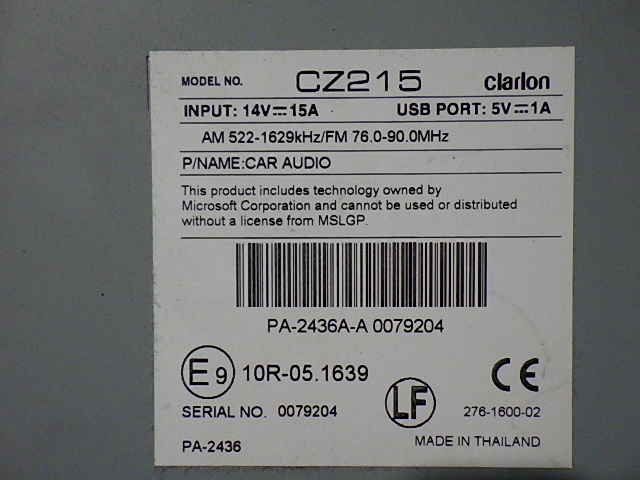 MODEL NO. CZ215 clarion
INPUT: 14V⎓15A USB PORT: 5V⎓1A
AM 522-1629kHz/FM 76.0-90.0MHz
P/NAME:CAR AUDIO
This product includes technology owned by
Microsoft Corporation and cannot be used or distributed
without a license from MSLGP.
PA-2436A-A 0079204
E9 10R-05.1639 CE
SERIAL NO. 0079204 LF 276-1600-02
PA-2436 MADE IN THAILAND